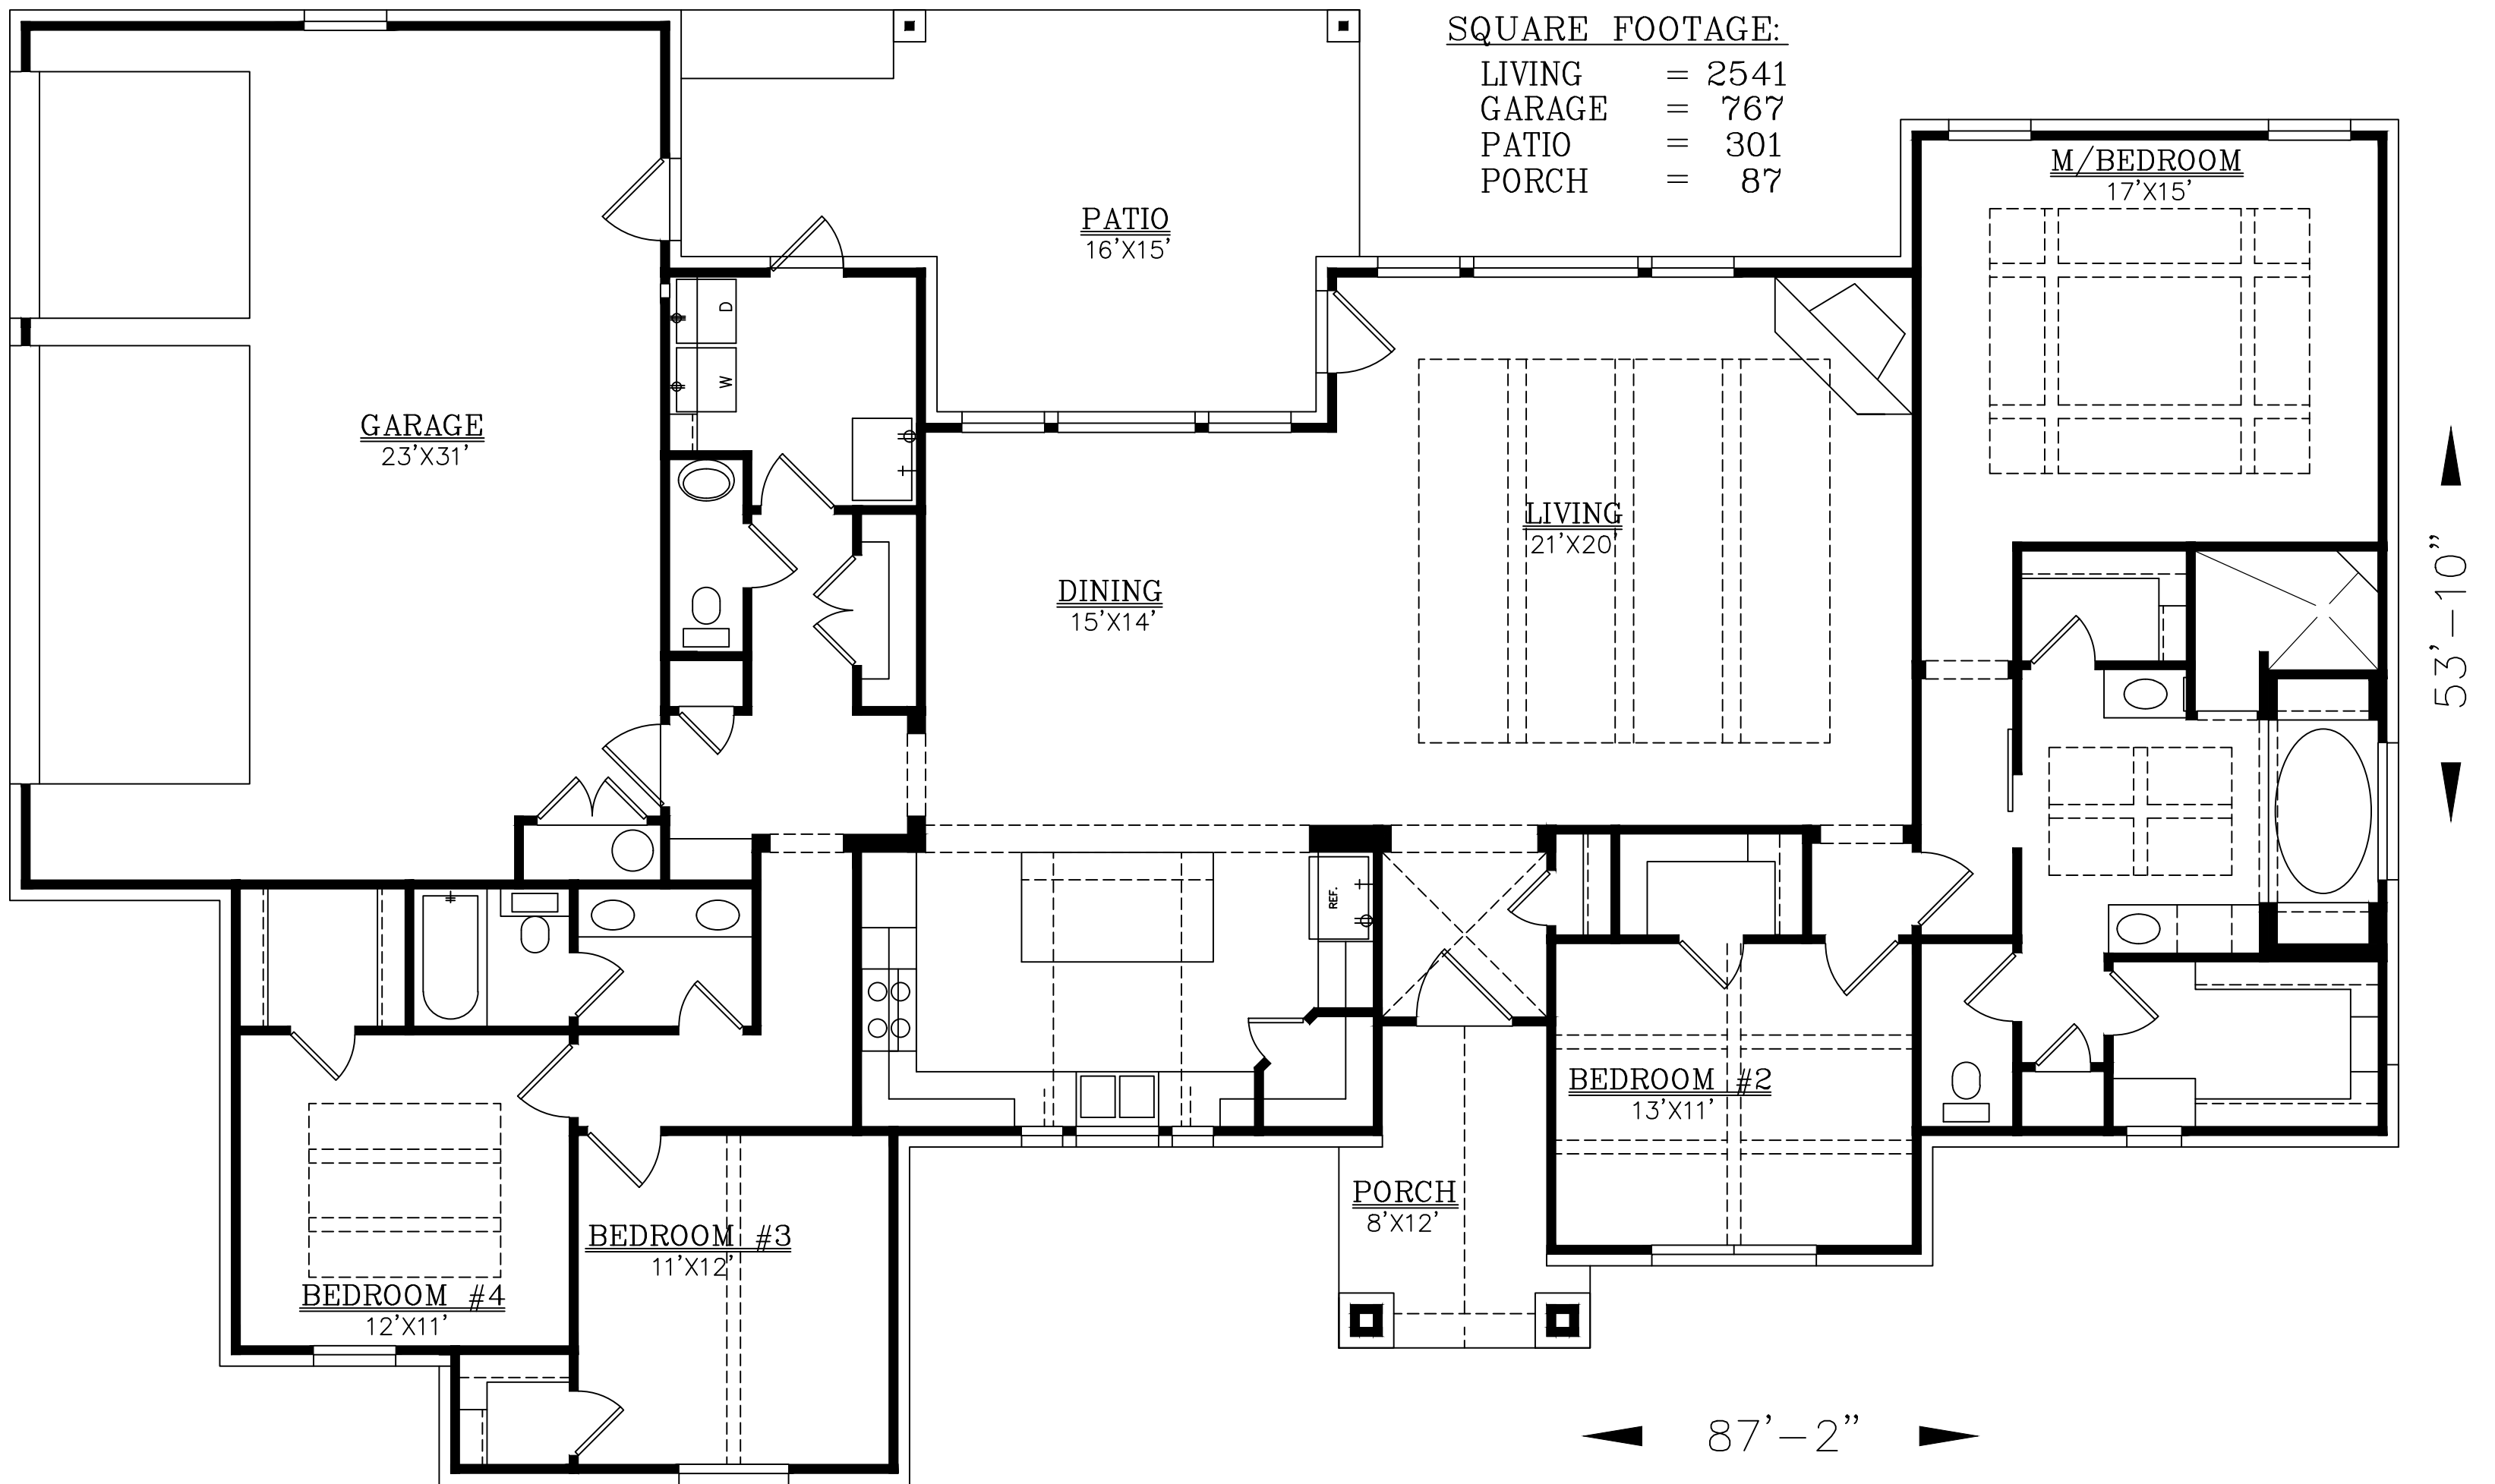 SQUARE FOOTAGE:
LIVING = 2541
GARAGE = 767
PATIO = 301
PORCH = 87
M/BEDROOM
17'X15'
PATIO
16'X15'
D
W
GARAGE
23'X31'
LIVING
21'X20'
DINING
15'X14'
53'-10"
REF.
BEDROOM #2
13'X11'
PORCH
8'X12'
BEDROOM #3
11'X12'
BEDROOM #4
12'X11'
87'-2"